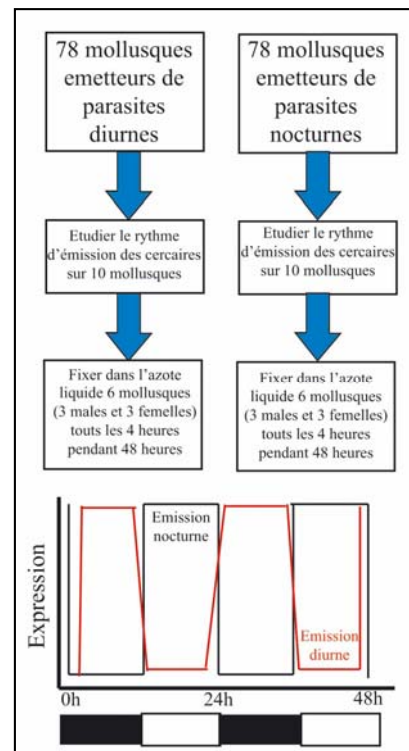 78 mollusques
emetteurs de
parasites
diurnes
78 mollusques
emetteurs de
parasites
nocturnes
Etudier le rythme
d'émission des cercaires
sur 10 mollusques
Etudier le rythme
d'émission des cercaires
sur 10 mollusques
Fixer dans l'azote
liquide 6 mollusques
(3 males et 3 femelles)
touts les 4 heures
pendant 48 heures
Fixer dans l'azote
liquide 6 mollusques
(3 males et 3 femelles)
touts les 4 heures
pendant 48 heures
Expression
Emission
nocturne
Emission
diurne
0h 24h 48h